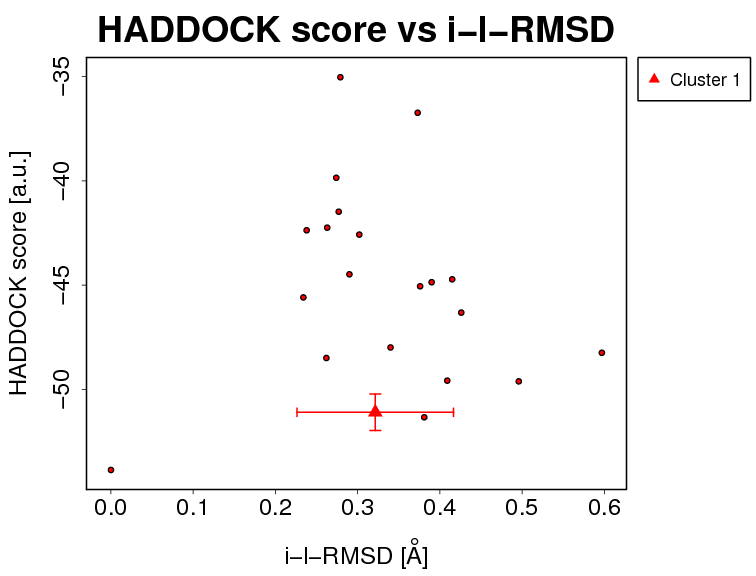 HADDOCK score vs i−l−RMSD
Cluster 1
HADDOCK score [a.u.]
−35
−40
−45
−50
0.0 0.1 0.2 0.3 0.4 0.5 0.6
i−l−RMSD [Å]